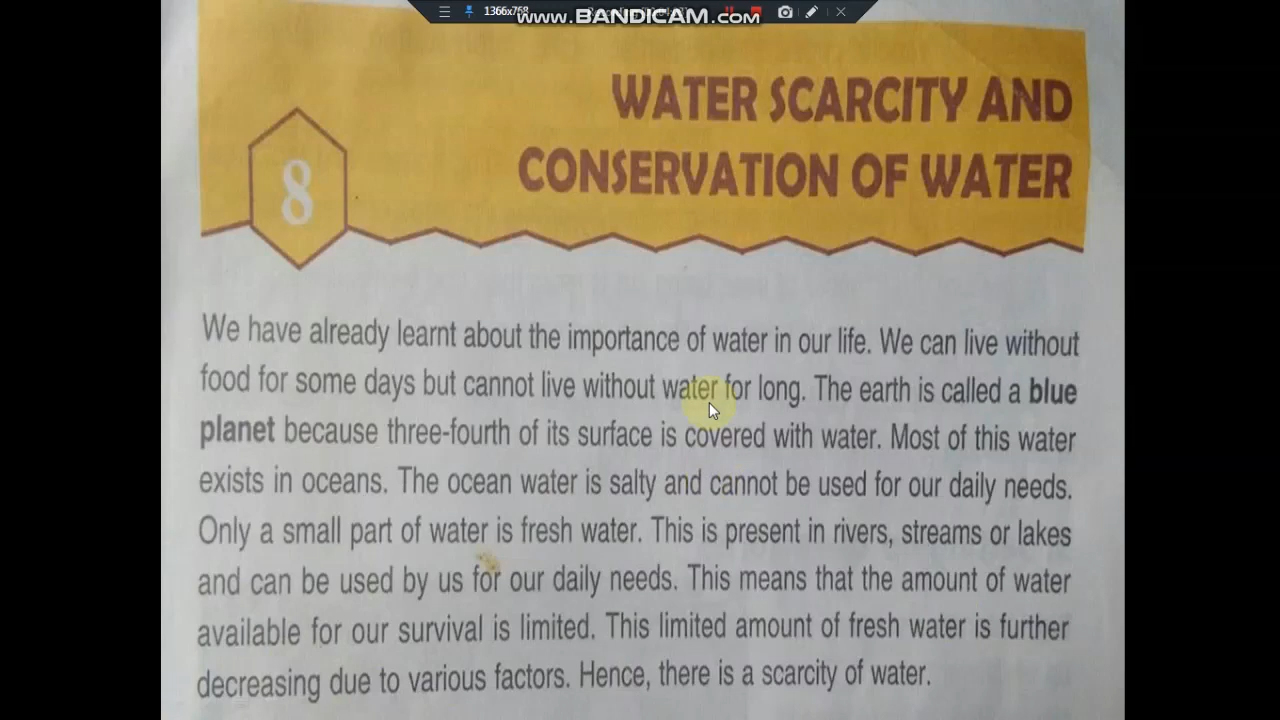 1366x768
www.BANDICAM.com
WATER SCARCITY AND
CONSERVATION OF WATER
8
We have already learnt about the importance of water in our life. We can live without
food for some days but cannot live without water for long. The earth is called a blue
planet because three-fourth of its surface is covered with water. Most of this water
exists in oceans. The ocean water is salty and cannot be used for our daily needs.
Only a small part of water is fresh water. This is present in rivers, streams or lakes
and can be used by us for our daily needs. This means that the amount of water
available for our survival is limited. This limited amount of fresh water is further
decreasing due to various factors. Hence, there is a scarcity of water.